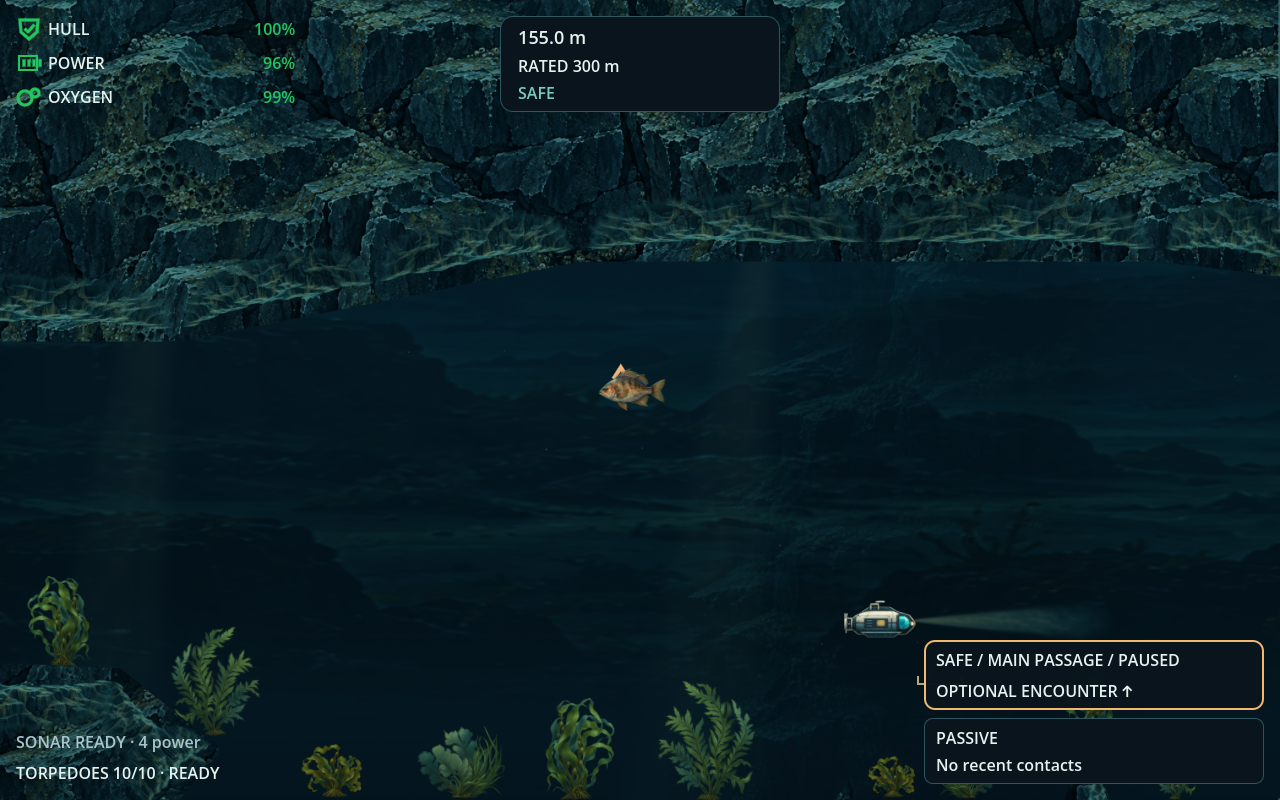 HULL 100%
POWER 96%
OXYGEN 99%
155.0 m
RATED 300 m
SAFE
SAFE / MAIN PASSAGE / PAUSED
OPTIONAL ENCOUNTER ↑
PASSIVE
No recent contacts
SONAR READY · 4 power
TORPEDOES 10/10 · READY